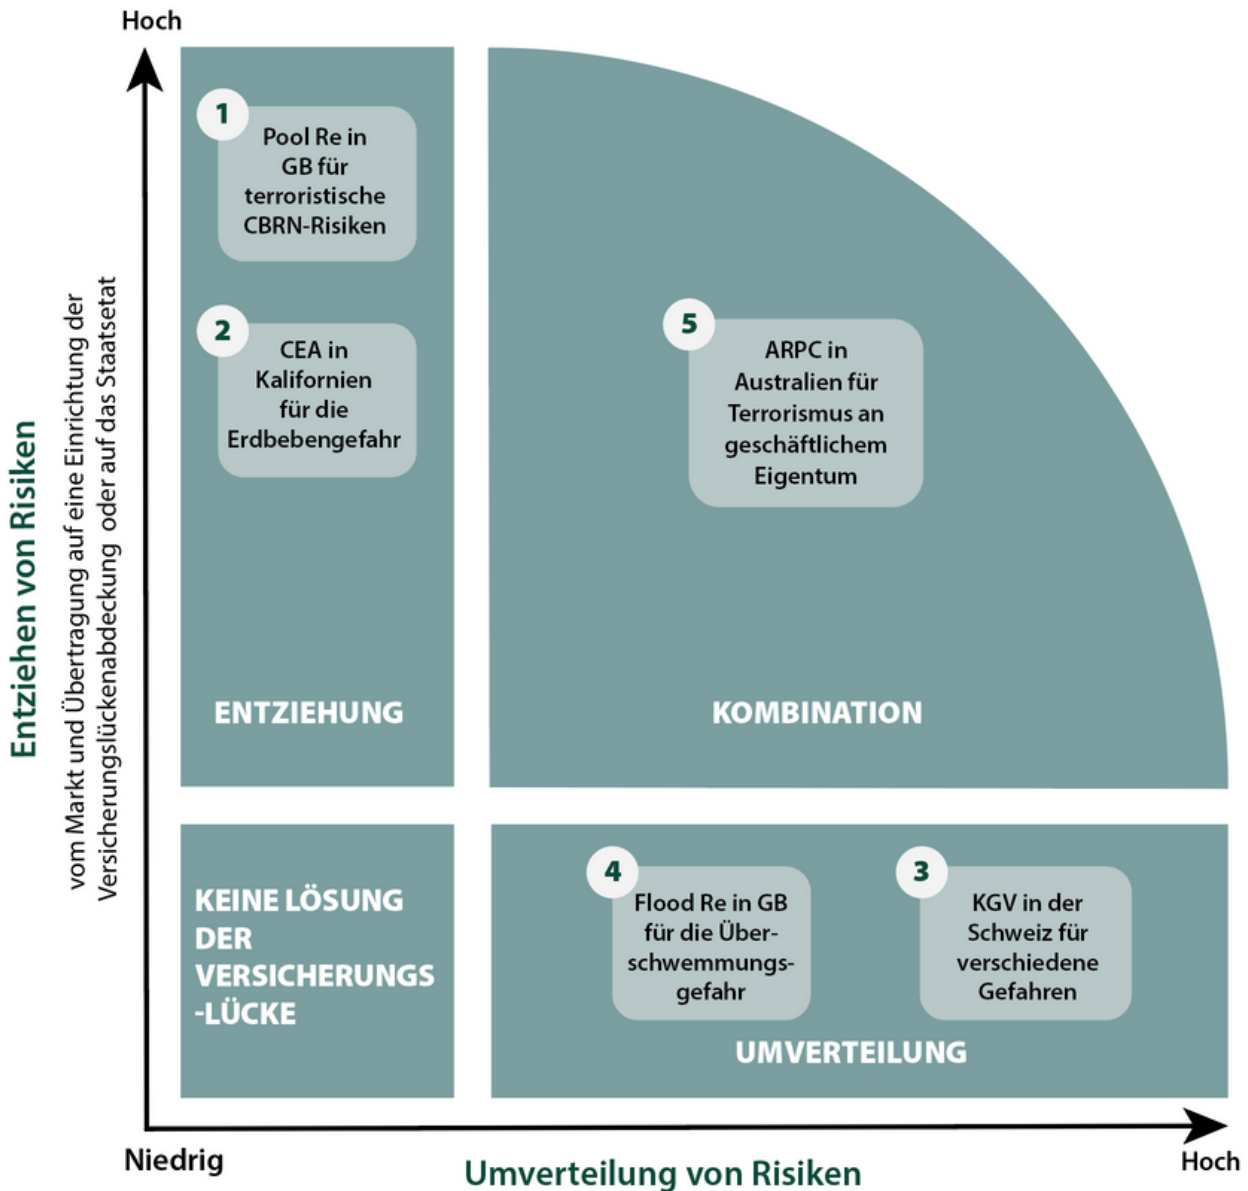 Hoch
1
Pool Re in
GB für
terroristische
CBRN-Risiken
2
CEA in
Kalifornien
für die
Erdbebengefahr
5
ARPC in
Australien für
Terrorismus an
geschäftlichem
Eigentum
Entziehen von Risiken
vom Markt und Übertragung auf eine Einrichtung der
Versicherungslückenabdeckung oder auf das Staatsetat
ENTZIEHUNG
KOMBINATION
KEINE LÖSUNG
DER
VERSICHERUNGS
-LÜCKE
4
Flood Re in GB
für die Über-
schwemmungs-
gefahr
3
KGV in der
Schweiz für
verschiedene
Gefahren
UMVERTEILUNG
Niedrig
Umverteilung von Risiken
Hoch